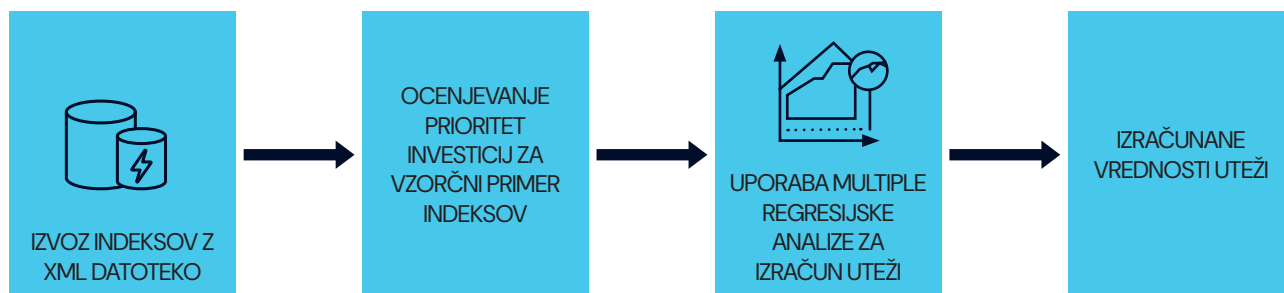 IZVOZ INDEKSOV Z
XML DATOTEKO
OCENJEVANJE
PRIORITET
INVESTICIJ ZA
VZORČNI PRIMER
INDEKSOV
UPORABA MULTIPLE
REGRESIJSKE
ANALIZE ZA
IZRAČUN UTEŽI
IZRAČUNANE
VREDNOSTI UTEŽI